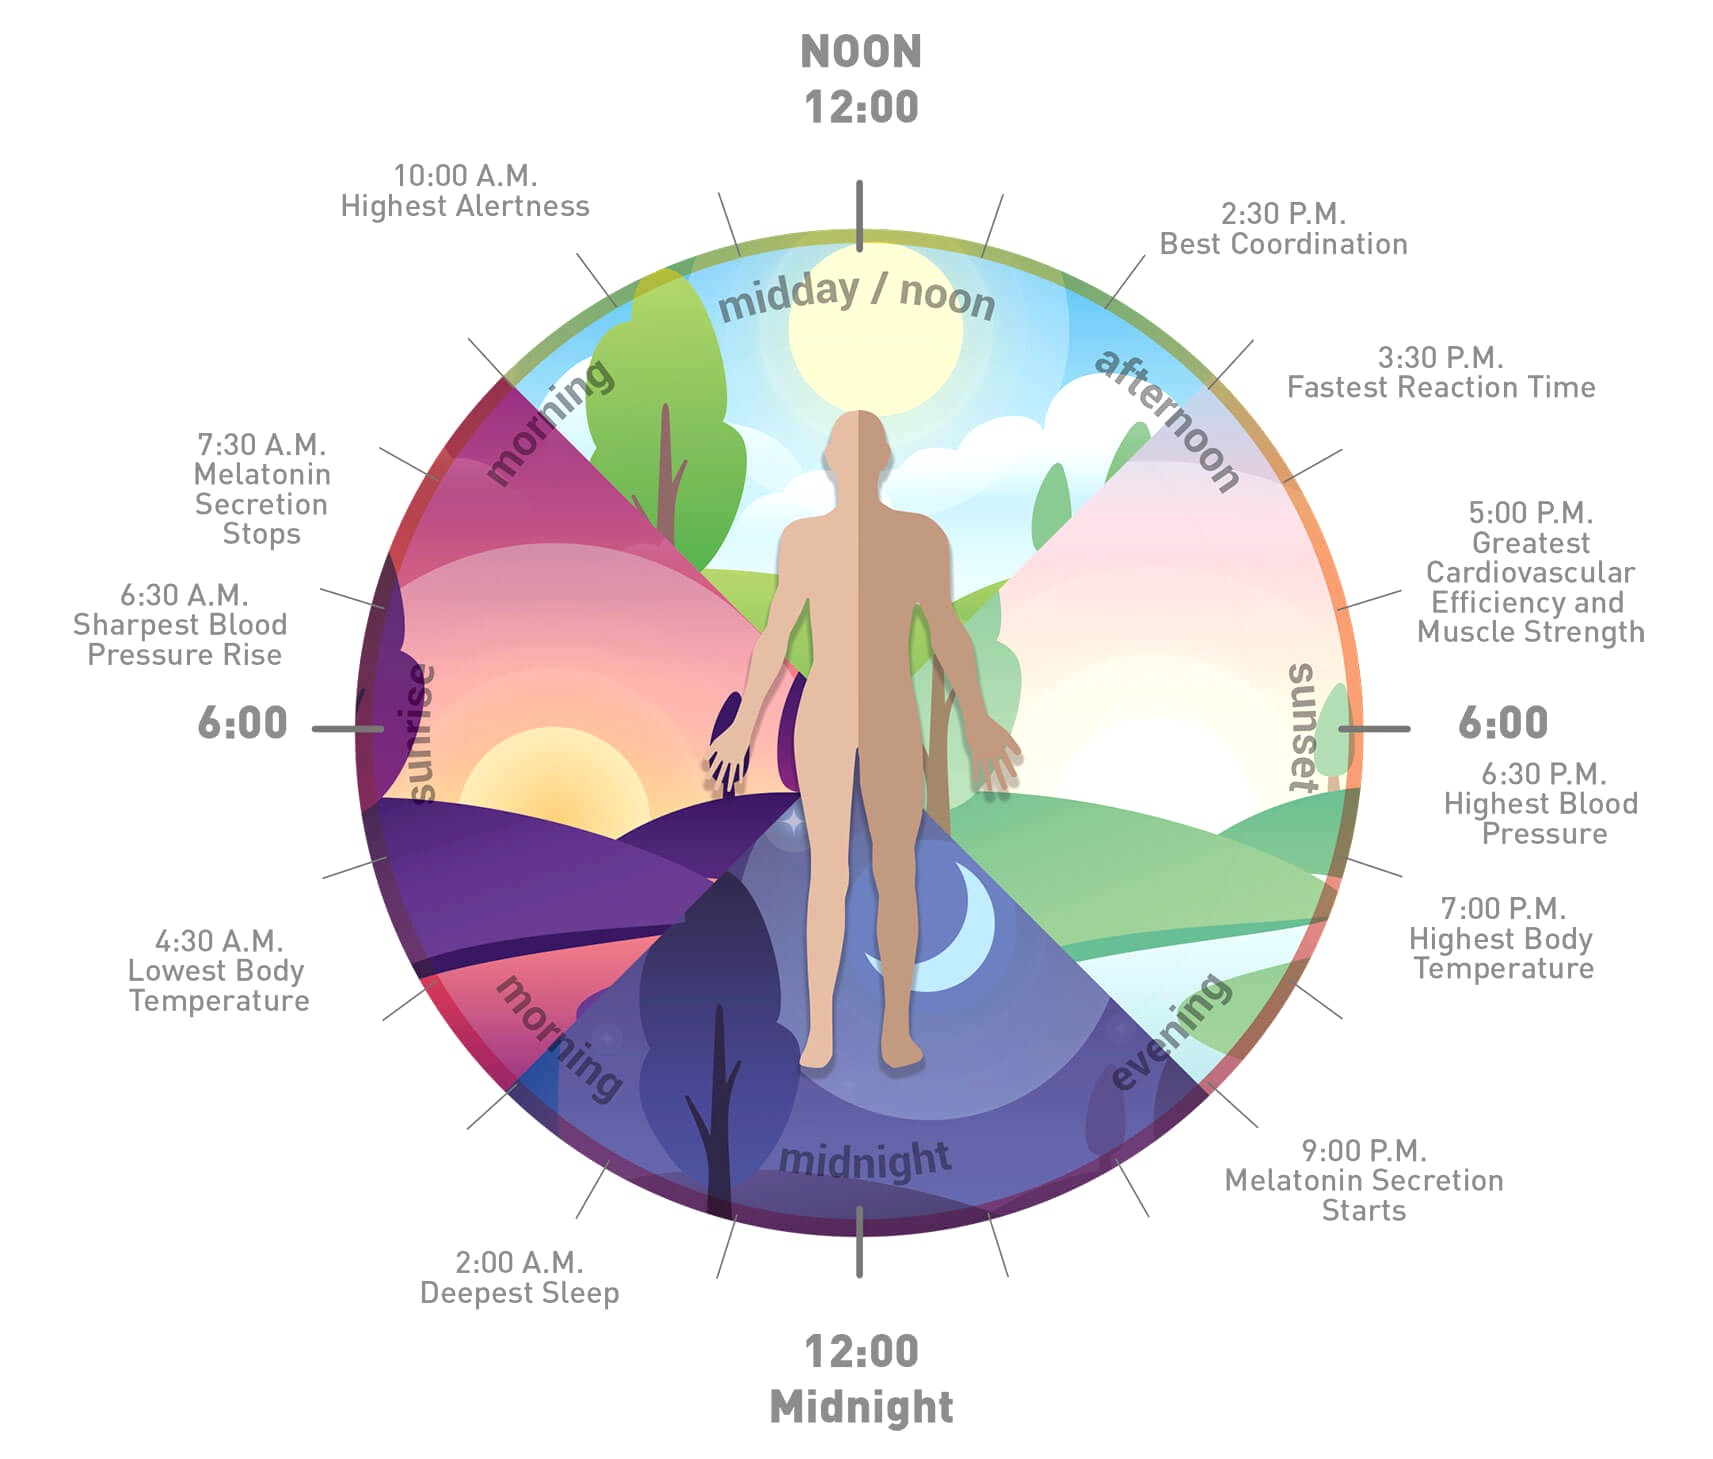 NOON
12:00
10:00 A.M.
Highest Alertness
2:30 P.M.
Best Coordination
midday / noon
morning
afternoon
3:30 P.M.
Fastest Reaction Time
7:30 A.M.
Melatonin
Secretion
Stops
5:00 P.M.
Greatest
Cardiovascular
Efficiency and
Muscle Strength
6:30 A.M.
Sharpest Blood
Pressure Rise
sunrise
sunset
6:00
6:00
6:30 P.M.
Highest Blood
Pressure
4:30 A.M.
Lowest Body
Temperature
7:00 P.M.
Highest Body
Temperature
morning
evening
midnight
9:00 P.M.
Melatonin Secretion
Starts
2:00 A.M.
Deepest Sleep
12:00
Midnight